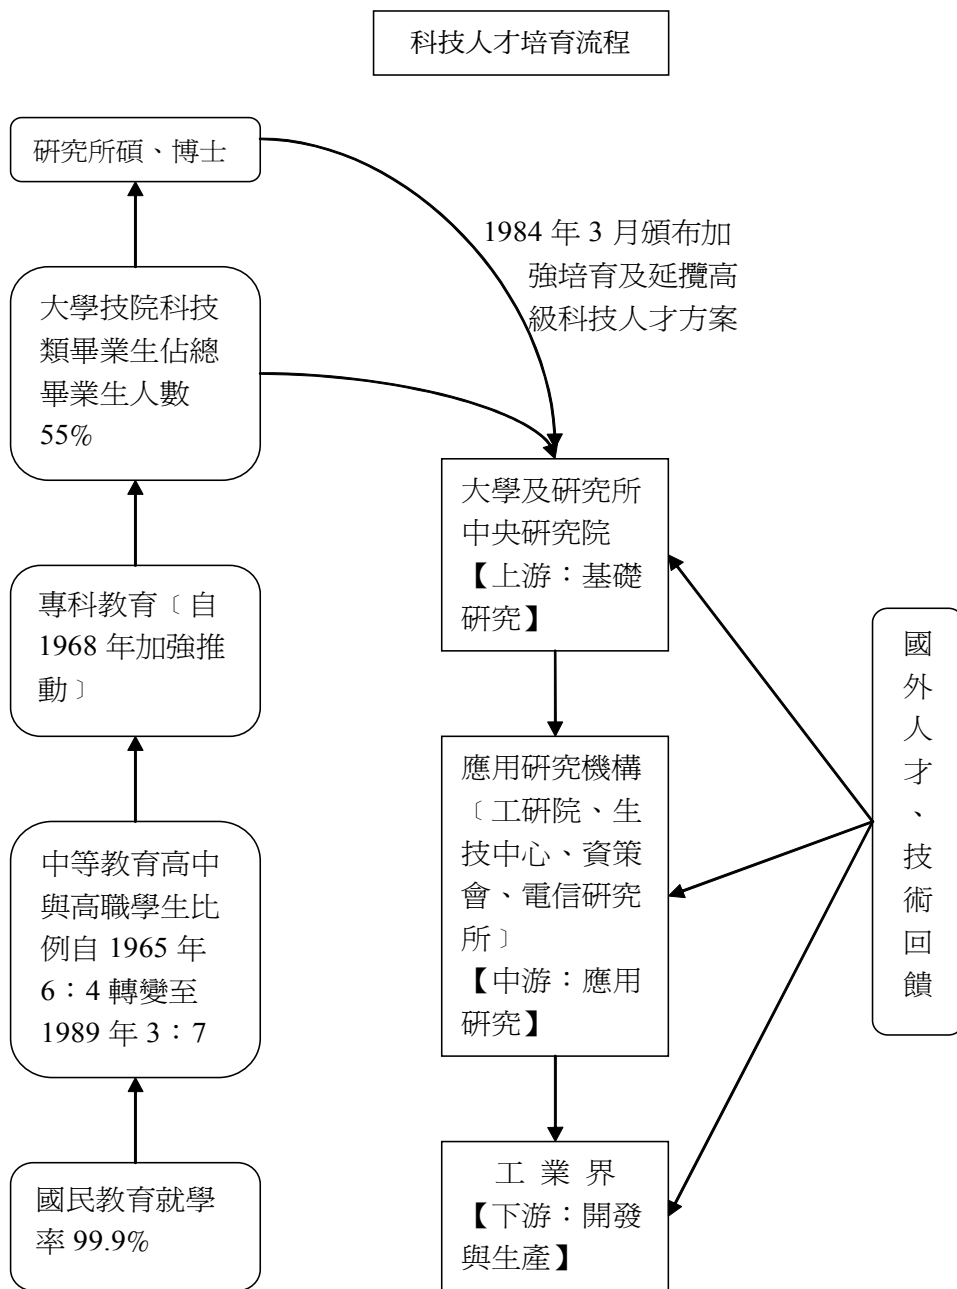 科技人才培育流程
研究所碩、博士
1984 年 3 月頒布加
強培育及延攬高
級科技人才方案
大學技院科技
類畢業生佔總
畢業生人數
55%
大學及研究所
中央研究院
【上游：基礎
研究】
專科教育﹝自
1968 年加強推
動﹞
國外人才、技術回饋
應用研究機構
﹝工研院、生
技中心、資策
會、電信研究
所﹞
【中游：應用
研究】
中等教育高中
與高職學生比
例自 1965 年
6：4 轉變至
1989 年 3：7
工 業 界
【下游：開發
與生產】
國民教育就學
率 99.9%